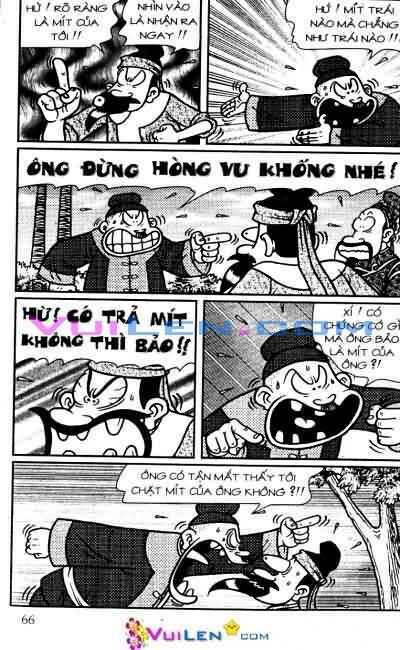 HỪ! RÕ RÀNG
LÀ MÍT CỦA
TÔI !!
NHÌN VÀO
LÀ NHẬN RA
NGAY !!
HỪ! MÍT TRÁI
NÀO MÀ CHẲNG
NHƯ TRÁI NÀO !!
ÔNG ĐỪNG HÒNG VU KHỐNG NHÉ!
HỪ! CÓ TRẢ MÍT
KHÔNG THÌ BẢO!!
XÍ! CÓ
CHỨNG CỚ GÌ
MÀ ÔNG BẢO
LÀ MÍT CỦA
ÔNG ?!
VUILEN.COM
ÔNG CÓ TẬN MẮT THẤY TÔI
CHẶT MÍT CỦA ÔNG KHÔNG ?!!
66
VUILEN.COM